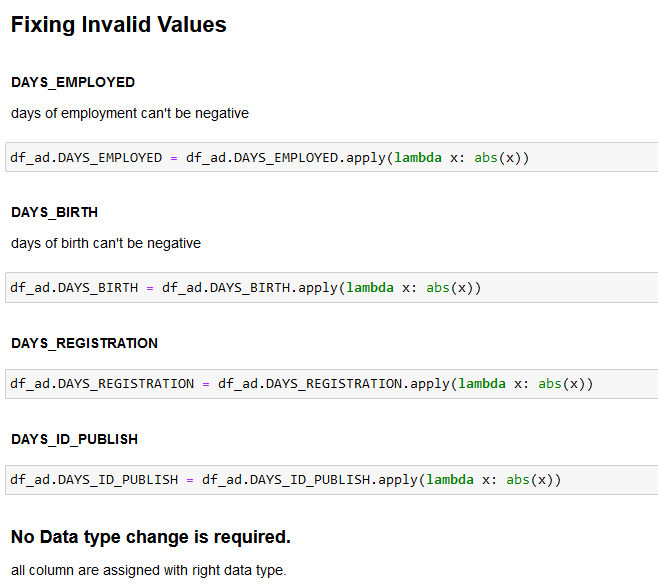 Fixing Invalid Values
DAYS_EMPLOYED
days of employment can't be negative
df_ad.DAYS_EMPLOYED = df_ad.DAYS_EMPLOYED.apply(lambda x: abs(x))
DAYS_BIRTH
days of birth can't be negative
df_ad.DAYS_BIRTH = df_ad.DAYS_BIRTH.apply(lambda x: abs(x))
DAYS_REGISTRATION
df_ad.DAYS_REGISTRATION = df_ad.DAYS_REGISTRATION.apply(lambda x: abs(x))
DAYS_ID_PUBLISH
df_ad.DAYS_ID_PUBLISH = df_ad.DAYS_ID_PUBLISH.apply(lambda x: abs(x))
No Data type change is required.
all column are assigned with right data type.